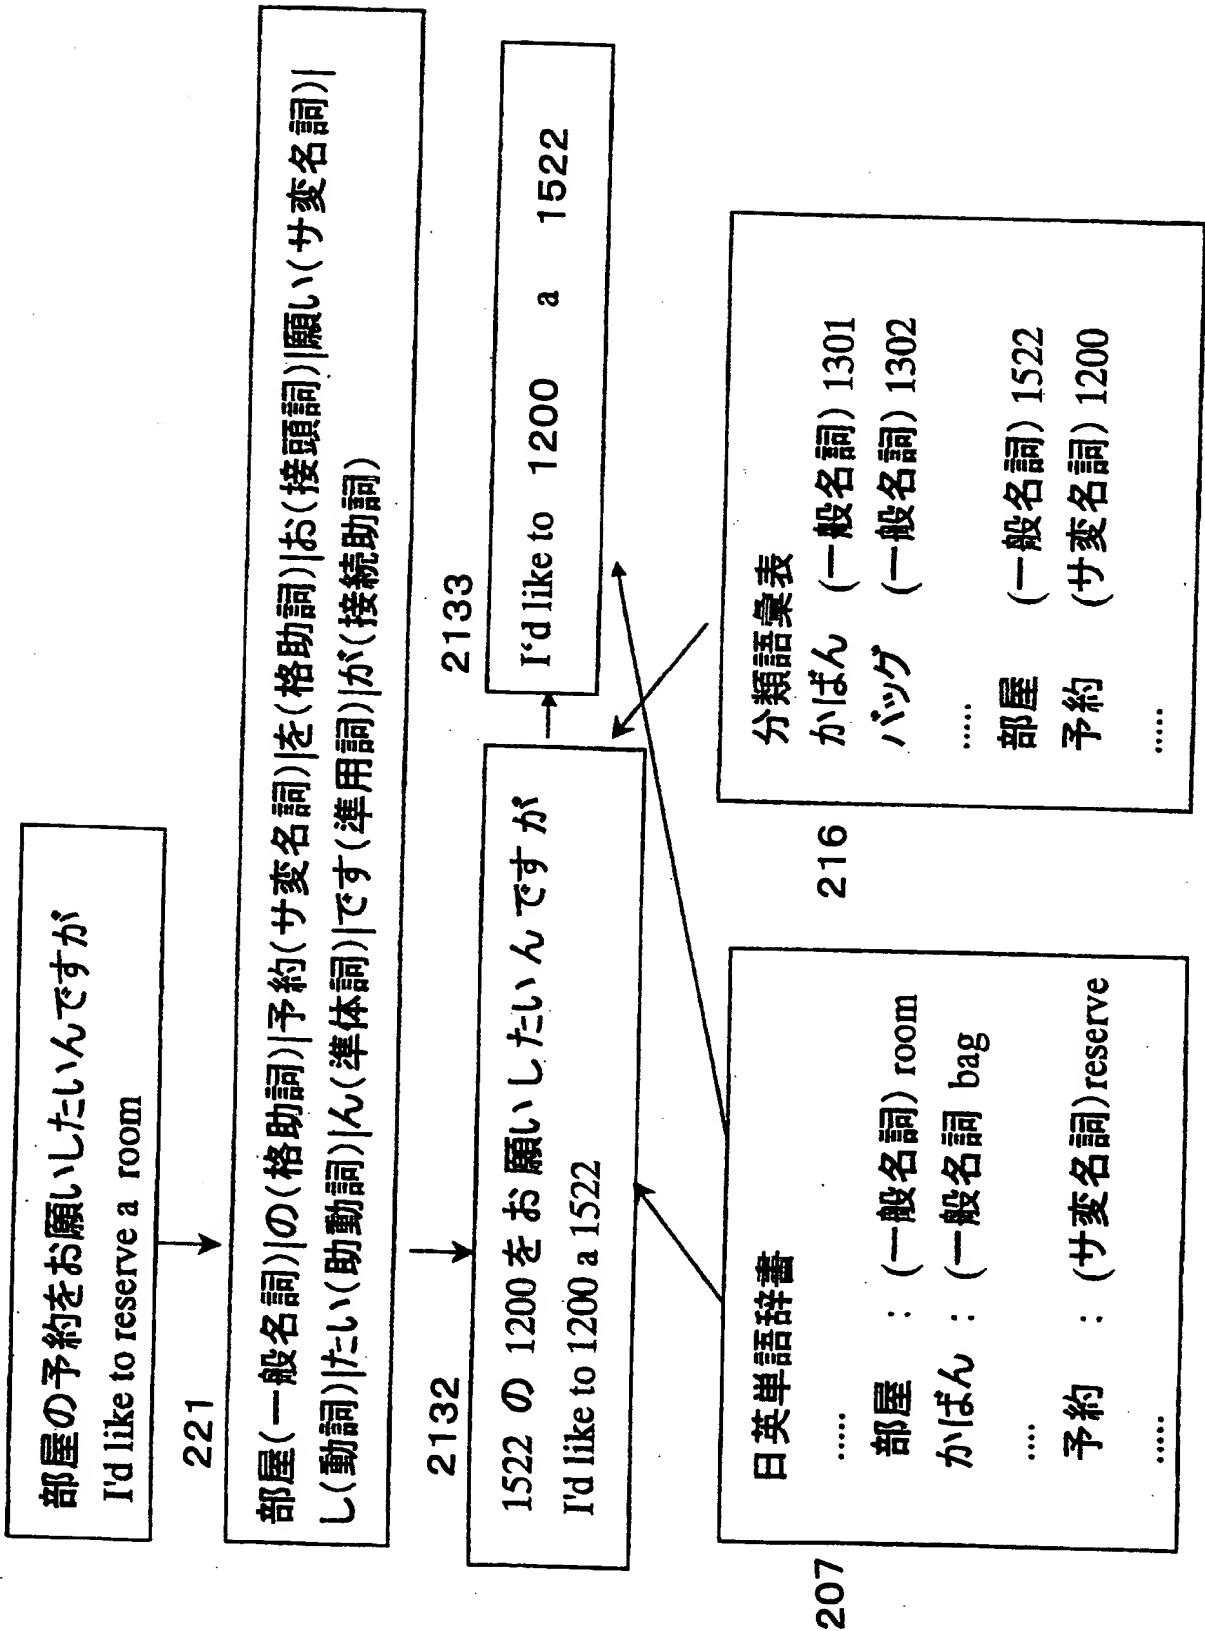 部屋の予約をお願いしたいんですが
I'd like to reserve a room
221
部屋(一般名詞)|の(格助詞)|予約(サ変名詞)|を(格助詞)|お(接頭詞)|願い(サ変名詞)|
し(動詞)|たい(助動詞)|ん(準体詞)|です(準用詞)|が(接続助詞)
2132
1522 の 1200をお願いしたいんですが
I'd like to 1200 a 1522
2133
I‘d like to 1200 a 1522
207
日英単語辞書
.....
部屋 : (一般名詞) room
かばん : (一般名詞 bag
....
予約 : (サ変名詞)reserve
.....
216
分類語彙表
かばん (一般名詞) 1301
バッグ (一般名詞) 1302
.....
部屋 (一般名詞) 1522
予約 (サ変名詞) 1200
.....